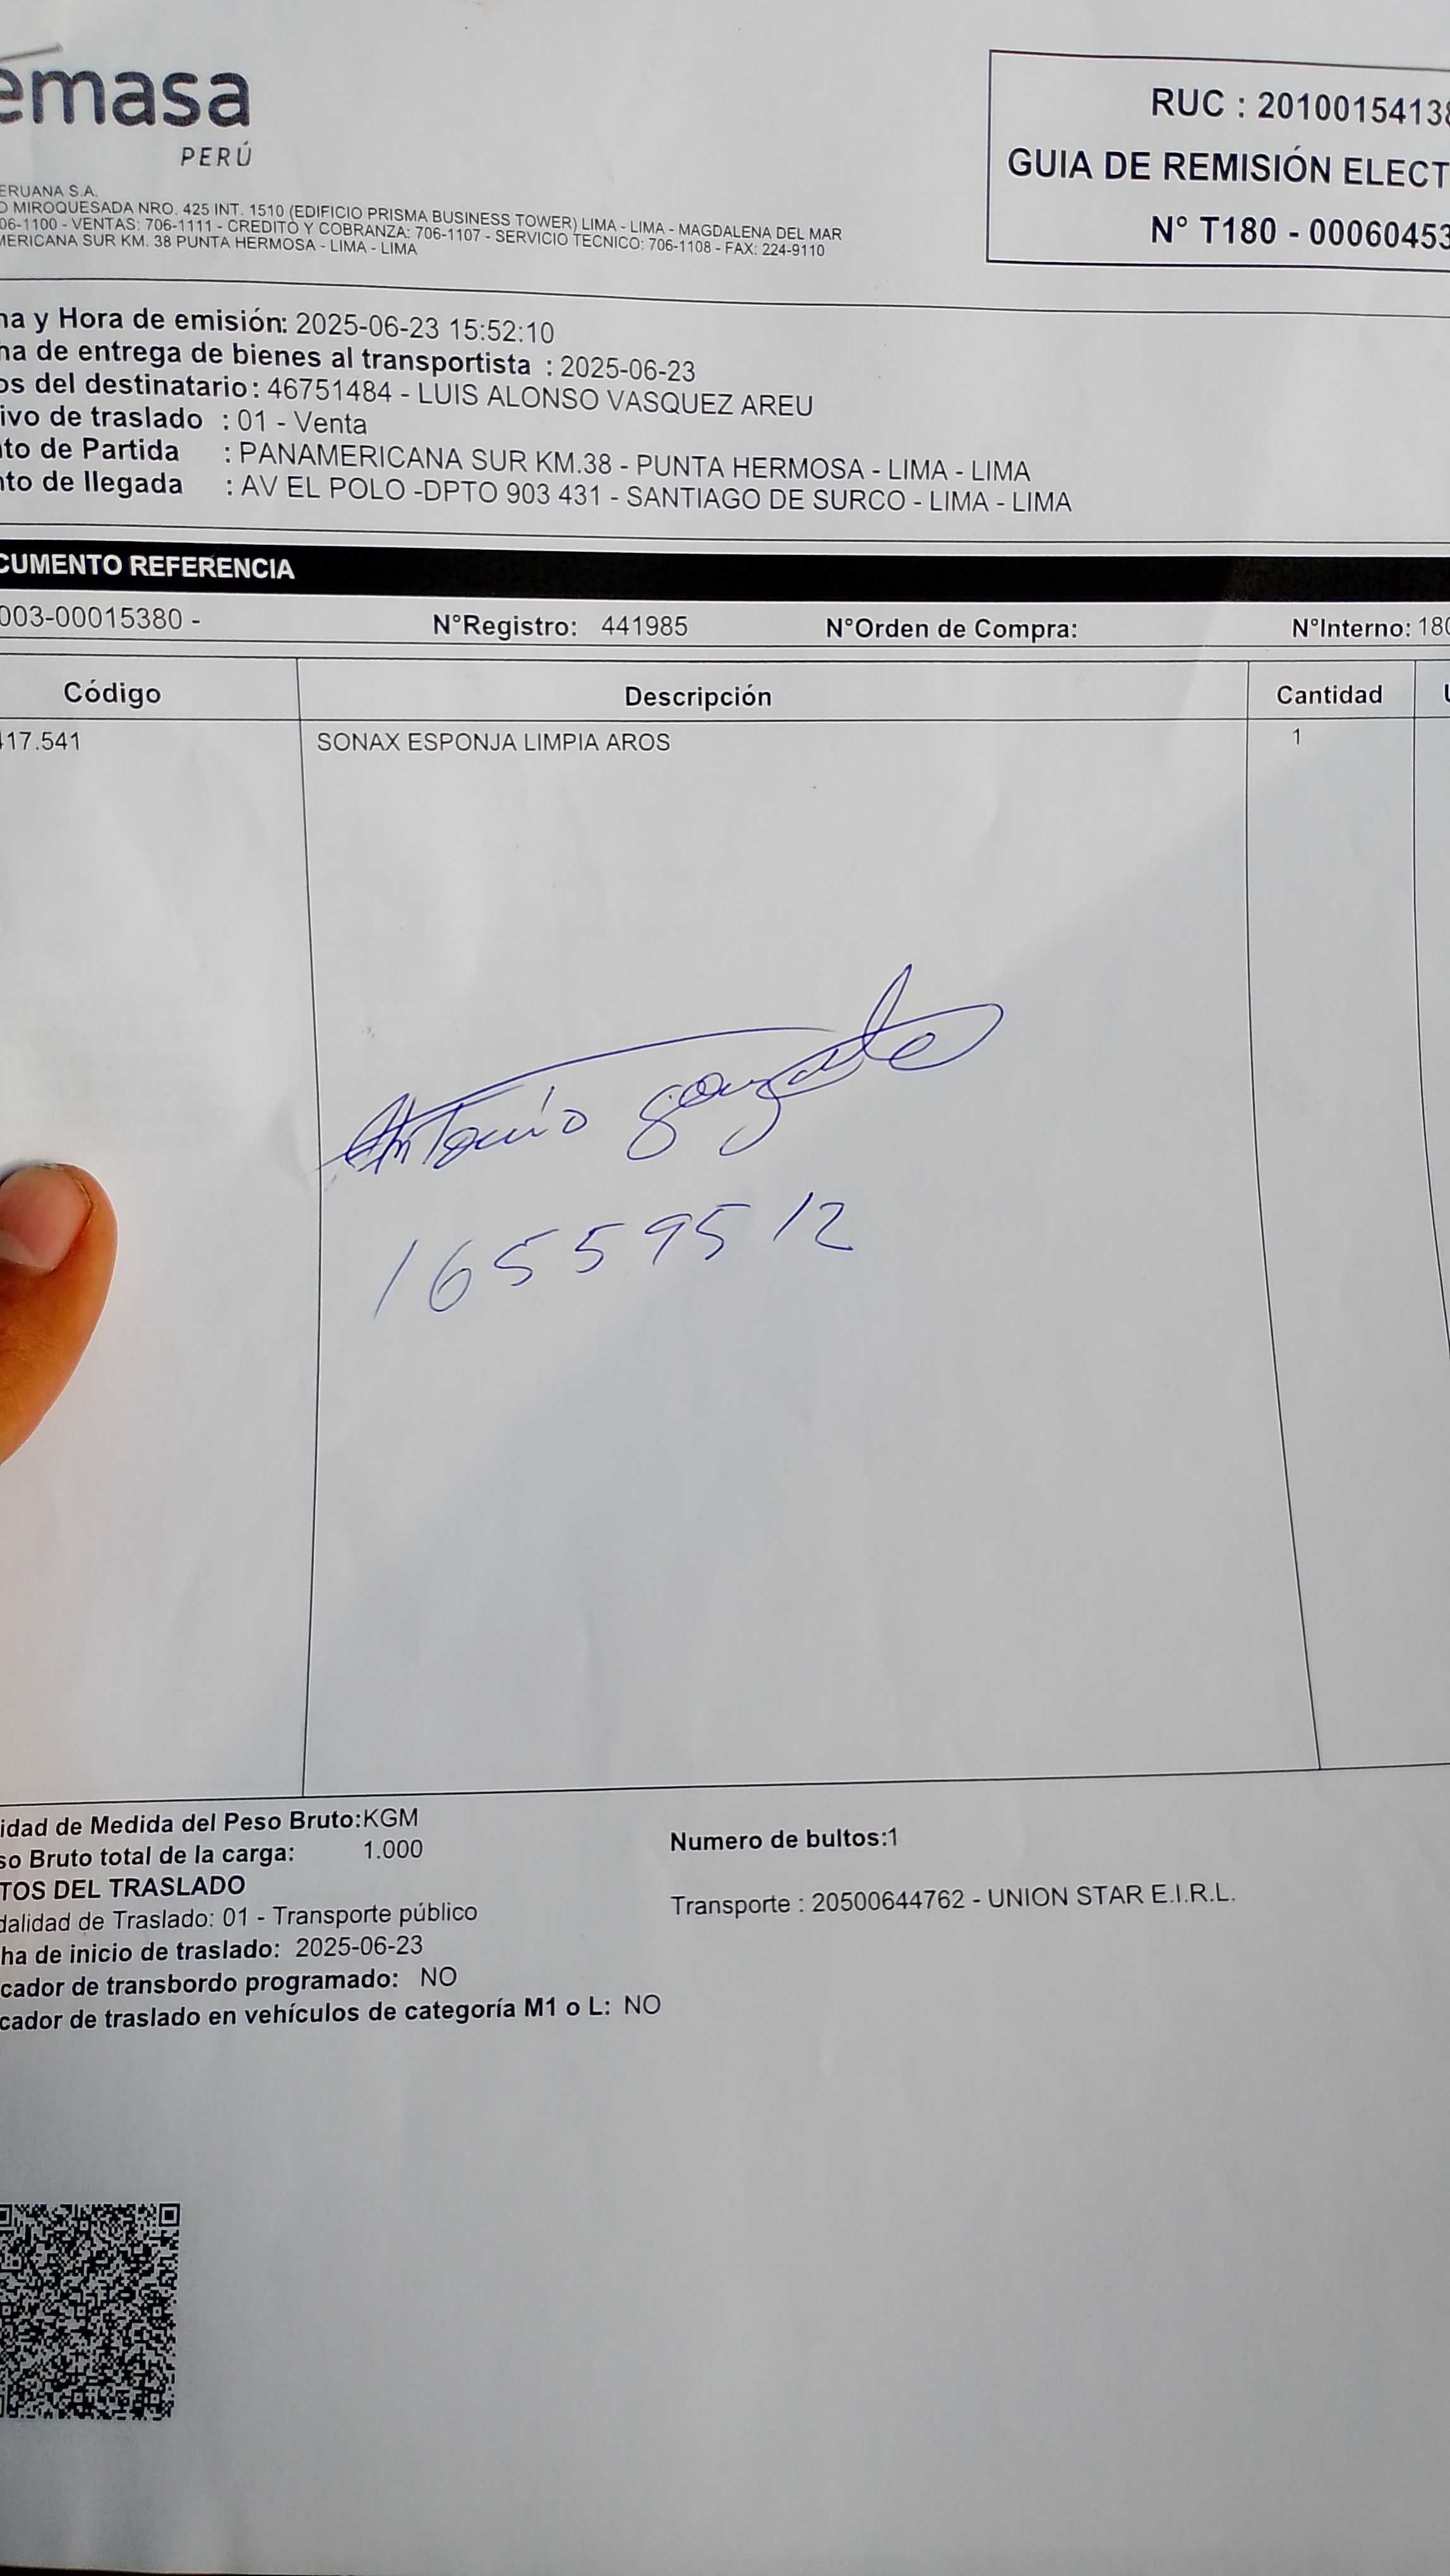 emasa
PERÚ
ERUANA S.A.
O MIROQUESADA NRO. 425 INT. 1510 (EDIFICIO PRISMA BUSINESS TOWER) LIMA - LIMA - MAGDALENA DEL MAR
06-1100 - VENTAS: 706-1111 - CREDITO Y COBRANZA: 706-1107 - SERVICIO TECNICO: 706-1108 - FAX: 224-9110
MERICANA SUR KM. 38 PUNTA HERMOSA - LIMA - LIMA
RUC : 20100154138
GUIA DE REMISIÓN ELECT
N° T180 - 00060453
na y Hora de emisión: 2025-06-23 15:52:10
ha de entrega de bienes al transportista : 2025-06-23
os del destinatario: 46751484 - LUIS ALONSO VASQUEZ AREU
ivo de traslado : 01 - Venta
nto de Partida : PANAMERICANA SUR KM.38 - PUNTA HERMOSA - LIMA - LIMA
nto de llegada : AV EL POLO -DPTO 903 431 - SANTIAGO DE SURCO - LIMA - LIMA
CUMENTO REFERENCIA
003-00015380 - N°Registro: 441985 N°Orden de Compra: N°Interno: 180
Código Descripción Cantidad
417.541 SONAX ESPONJA LIMPIA AROS 1
Antonio gonzales
16559512
idad de Medida del Peso Bruto:KGM
so Bruto total de la carga: 1.000
Numero de bultos:1
TOS DEL TRASLADO
dalidad de Traslado: 01 - Transporte público
Transporte : 20500644762 - UNION STAR E.I.R.L.
ha de inicio de traslado: 2025-06-23
cador de transbordo programado: NO
cador de traslado en vehículos de categoría M1 o L: NO